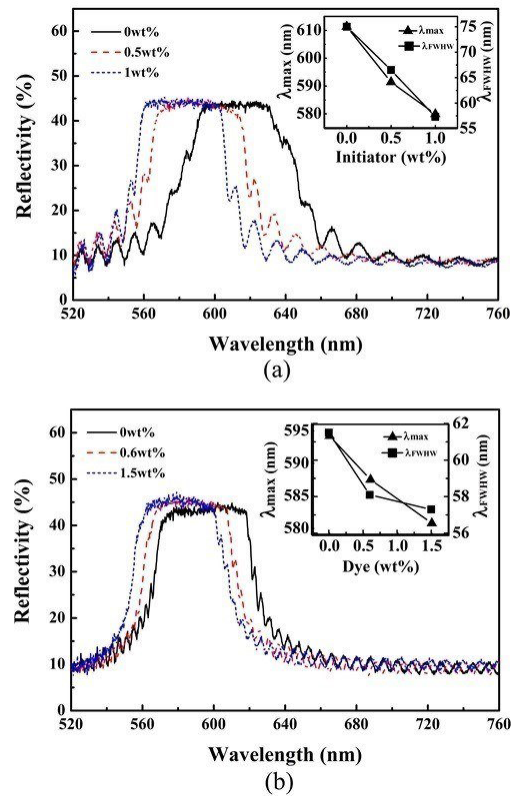 0wt%
0.5wt%
1wt%
λmax
λFWHW
610
600
590
580
75
70
65
60
55
λmax (nm)
λFWHW (nm)
0.0 0.5 1.0
Initiator (wt%)
60
50
40
30
20
10
0
Reflectivity (%)
520 560 600 640 680 720 760
Wavelength (nm)
(a)
0wt%
0.6wt%
1.5wt%
λmax
λFWHW
595
590
585
580
62
60
58
56
λmax (nm)
λFWHW (nm)
0.0 0.5 1.0 1.5
Dye (wt%)
60
50
40
30
20
10
0
Reflectivity (%)
520 560 600 640 680 720 760
Wavelength (nm)
(b)